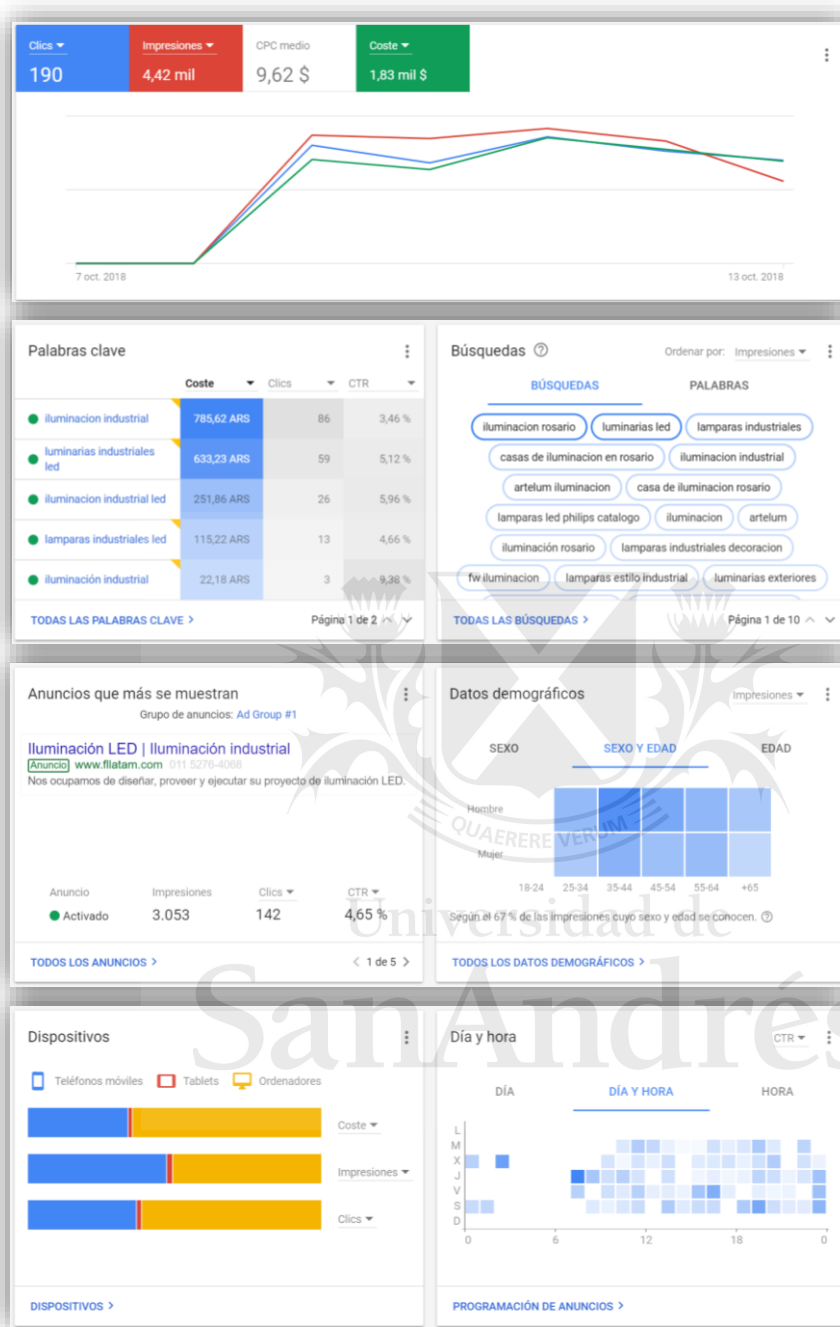 Clics Impresiones CPC medio Coste
190 4,42 mil 9,62 $ 1,83 mil $
7 oct. 2018 13 oct. 2018
Palabras clave
Coste Clics CTR
iluminacion industrial 785,62 ARS 86 3,46 %
luminarias industriales led 633,23 ARS 59 5,12 %
iluminacion industrial led 251,86 ARS 26 5,96 %
lamparas industriales led 115,22 ARS 13 4,66 %
iluminación industrial 22,18 ARS 3 9,38 %
TODAS LAS PALABRAS CLAVE > Página 1 de 2
Búsquedas Ordenar por: Impresiones
BÚSQUEDAS PALABRAS
iluminacion rosario luminarias led lamparas industriales
casas de iluminacion en rosario iluminacion industrial
artelum iluminacion casa de iluminacion rosario
lamparas led philips catalogo iluminacion artelum
iluminación rosario lamparas industriales decoracion
fw iluminacion lamparas estilo industrial luminarias exteriores
TODAS LAS BÚSQUEDAS > Página 1 de 10
Anuncios que más se muestran
Grupo de anuncios: Ad Group #1
Iluminación LED | Iluminación industrial
Anuncio www.fllatam.com 011 5276-4068
Nos ocupamos de diseñar, proveer y ejecutar su proyecto de iluminación LED.
Anuncio Impresiones Clics CTR
Activado 3.053 142 4,65 %
TODOS LOS ANUNCIOS > < 1 de 5 >
Datos demográficos Impresiones
SEXO SEXO Y EDAD EDAD
Hombre
Mujer
18-24 25-34 35-44 45-54 55-64 +65
Según el 67 % de las impresiones cuyo sexo y edad se conocen.
TODOS LOS DATOS DEMOGRÁFICOS >
QUAERERE VERUM
Universidad de
SanAndrés
Dispositivos
Teléfonos móviles Tablets Ordenadores
Coste
Impresiones
Clics
DISPOSITIVOS >
Día y hora CTR
DÍA DÍA Y HORA HORA
L
M
X
J
V
S
D
0 6 12 18 0
PROGRAMACIÓN DE ANUNCIOS >